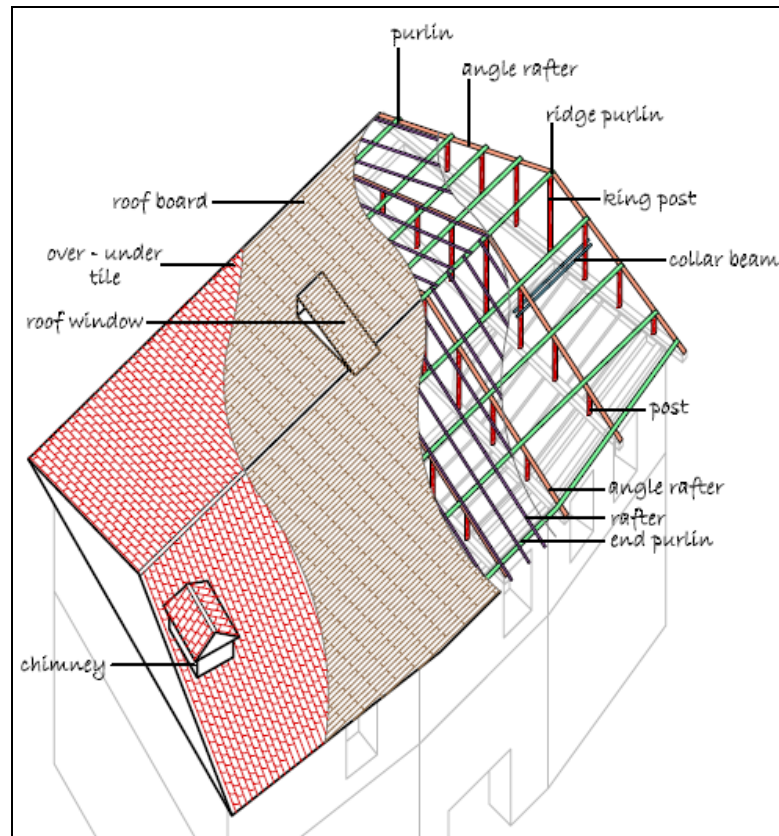 purlin
angle rafter
ridge purlin
roof board
king post
over - under
tile
collar beam
roof window
post
angle rafter
rafter
end purlin
chimney